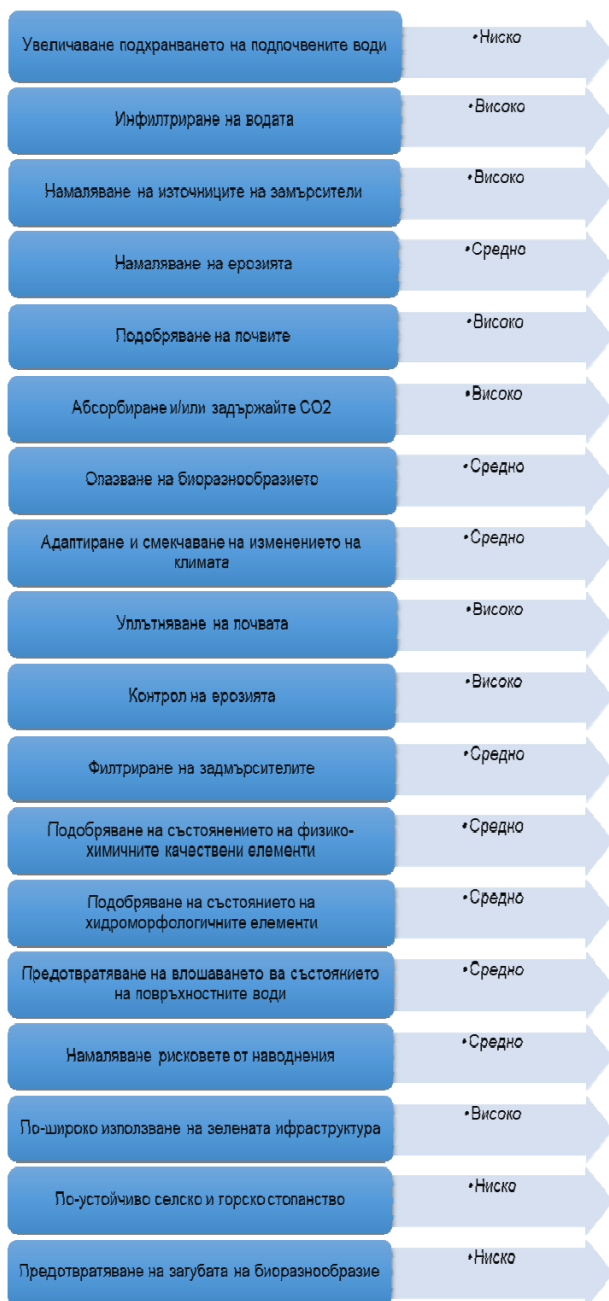 Увеличаване подхранването на подпочвените води
•Ниско
Инфилтриране на водата
•Високо
Намаляване на източниците на замърсители
•Високо
Намаляване на ерозията
•Средно
Подобряване на почвите
•Високо
Абсорбиране и/или задържайте CO2
•Високо
Опазване на биоразнообразието
•Средно
Адаптиране и смекчаване на изменението на
климата
•Средно
Уплътняване на почвата
•Високо
Контрол на ерозията
•Високо
Филтриране на задмърсителите
•Средно
Подобряване на състоянението на физико-
химичните качествени елементи
•Средно
Подобряване на състоянието на
хидроморфологичните елементи
•Средно
Предотвратяване на влошаването ва състоянието
на повръхностните води
•Средно
Намаляване рисковете от наводнения
•Средно
По-широко използване на зелената ифраструктура
•Високо
По-устойчиво селско и горско стопанство
•Ниско
Предотвратяване на загубата на биоразнообразие
•Ниско